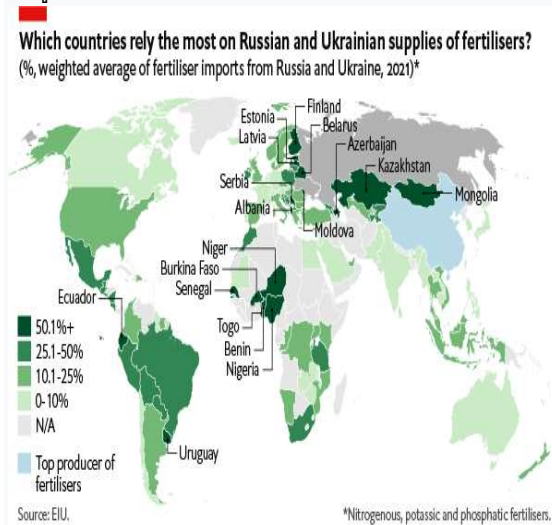 Which countries rely the most on Russian and Ukrainian supplies of fertilisers?
(%, weighted average of fertiliser imports from Russia and Ukraine, 2021)*
Finland
Estonia
Belarus
Latvia
Azerbaijan
Kazakhstan
Serbia
Mongolia
Albania
Moldova
Niger
Burkina Faso
Ecuador
Senegal
50.1%+
Togo
25.1-50%
Benin
10.1-25%
Nigeria
0-10%
N/A
Uruguay
Top producer of
fertilisers
Source: EIU.
*Nitrogenous, potassic and phosphatic fertilisers.